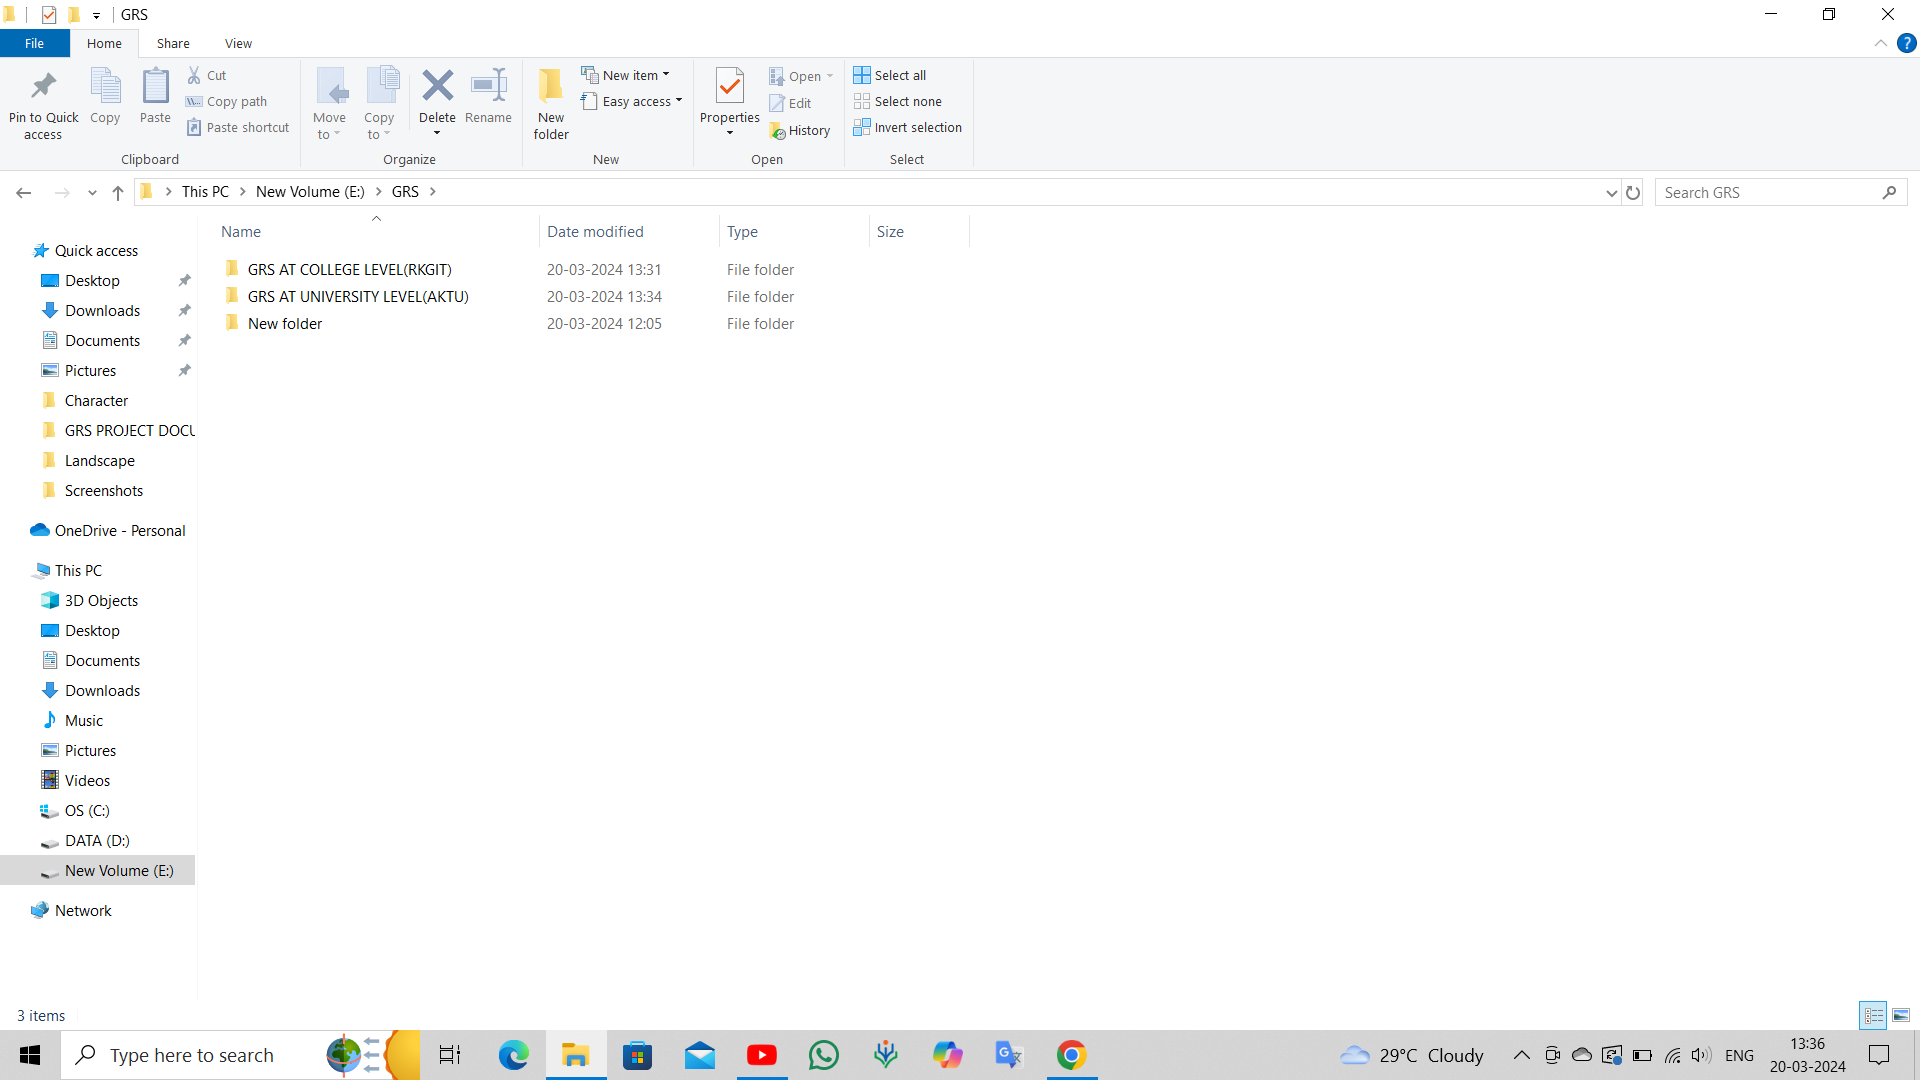 GRS
File Home Share View
Pin to Quick access
Copy
Paste
Cut
Copy path
Paste shortcut
Clipboard
Move to
Copy to
Delete
Rename
Organize
New folder
New item
Easy access
New
Properties
Open
Edit
History
Open
Select all
Select none
Invert selection
Select
This PC New Volume (E:) GRS
Search GRS
Name Date modified Type Size
GRS AT COLLEGE LEVEL(RKGIT) 20-03-2024 13:31 File folder
GRS AT UNIVERSITY LEVEL(AKTU) 20-03-2024 13:34 File folder
New folder 20-03-2024 12:05 File folder
Quick access
Desktop
Downloads
Documents
Pictures
Character
GRS PROJECT DOCU
Landscape
Screenshots
OneDrive - Personal
This PC
3D Objects
Desktop
Documents
Downloads
Music
Pictures
Videos
OS (C:)
DATA (D:)
New Volume (E:)
Network
3 items
Type here to search
29°C Cloudy
ENG
13:36
20-03-2024